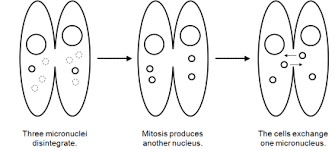 Three micronuclei
disintegrate.
Mitosis produces
another nucleus.
The cells exchange
one micronucleus.